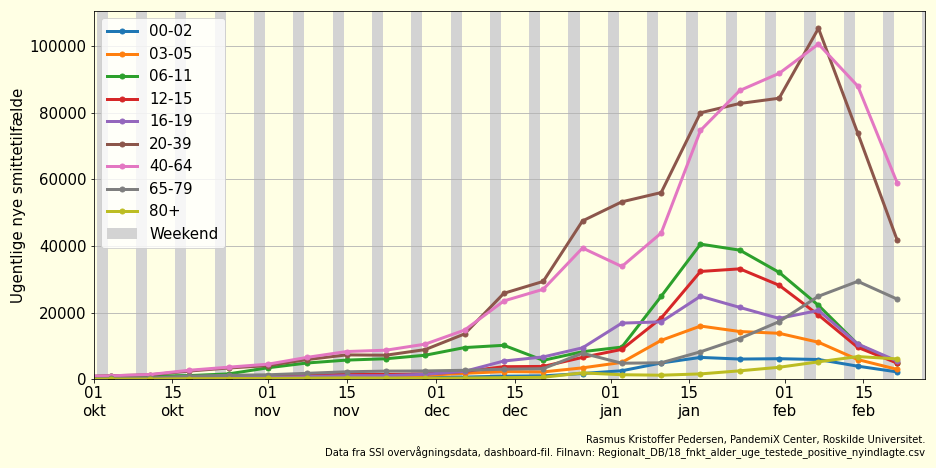 Ugentlige nye smittetilfælde
100000
80000
60000
40000
20000
0
00-02
03-05
06-11
12-15
16-19
20-39
40-64
65-79
80+
Weekend
01 okt
15 okt
01 nov
15 nov
01 dec
15 dec
01 jan
15 jan
01 feb
15 feb
Rasmus Kristoffer Pedersen, PandemiX Center, Roskilde Universitet.
Data fra SSI overvågningsdata, dashboard-fil. Filnavn: Regionalt_DB/18_fnkt_alder_uge_testede_positive_nyindlagte.csv